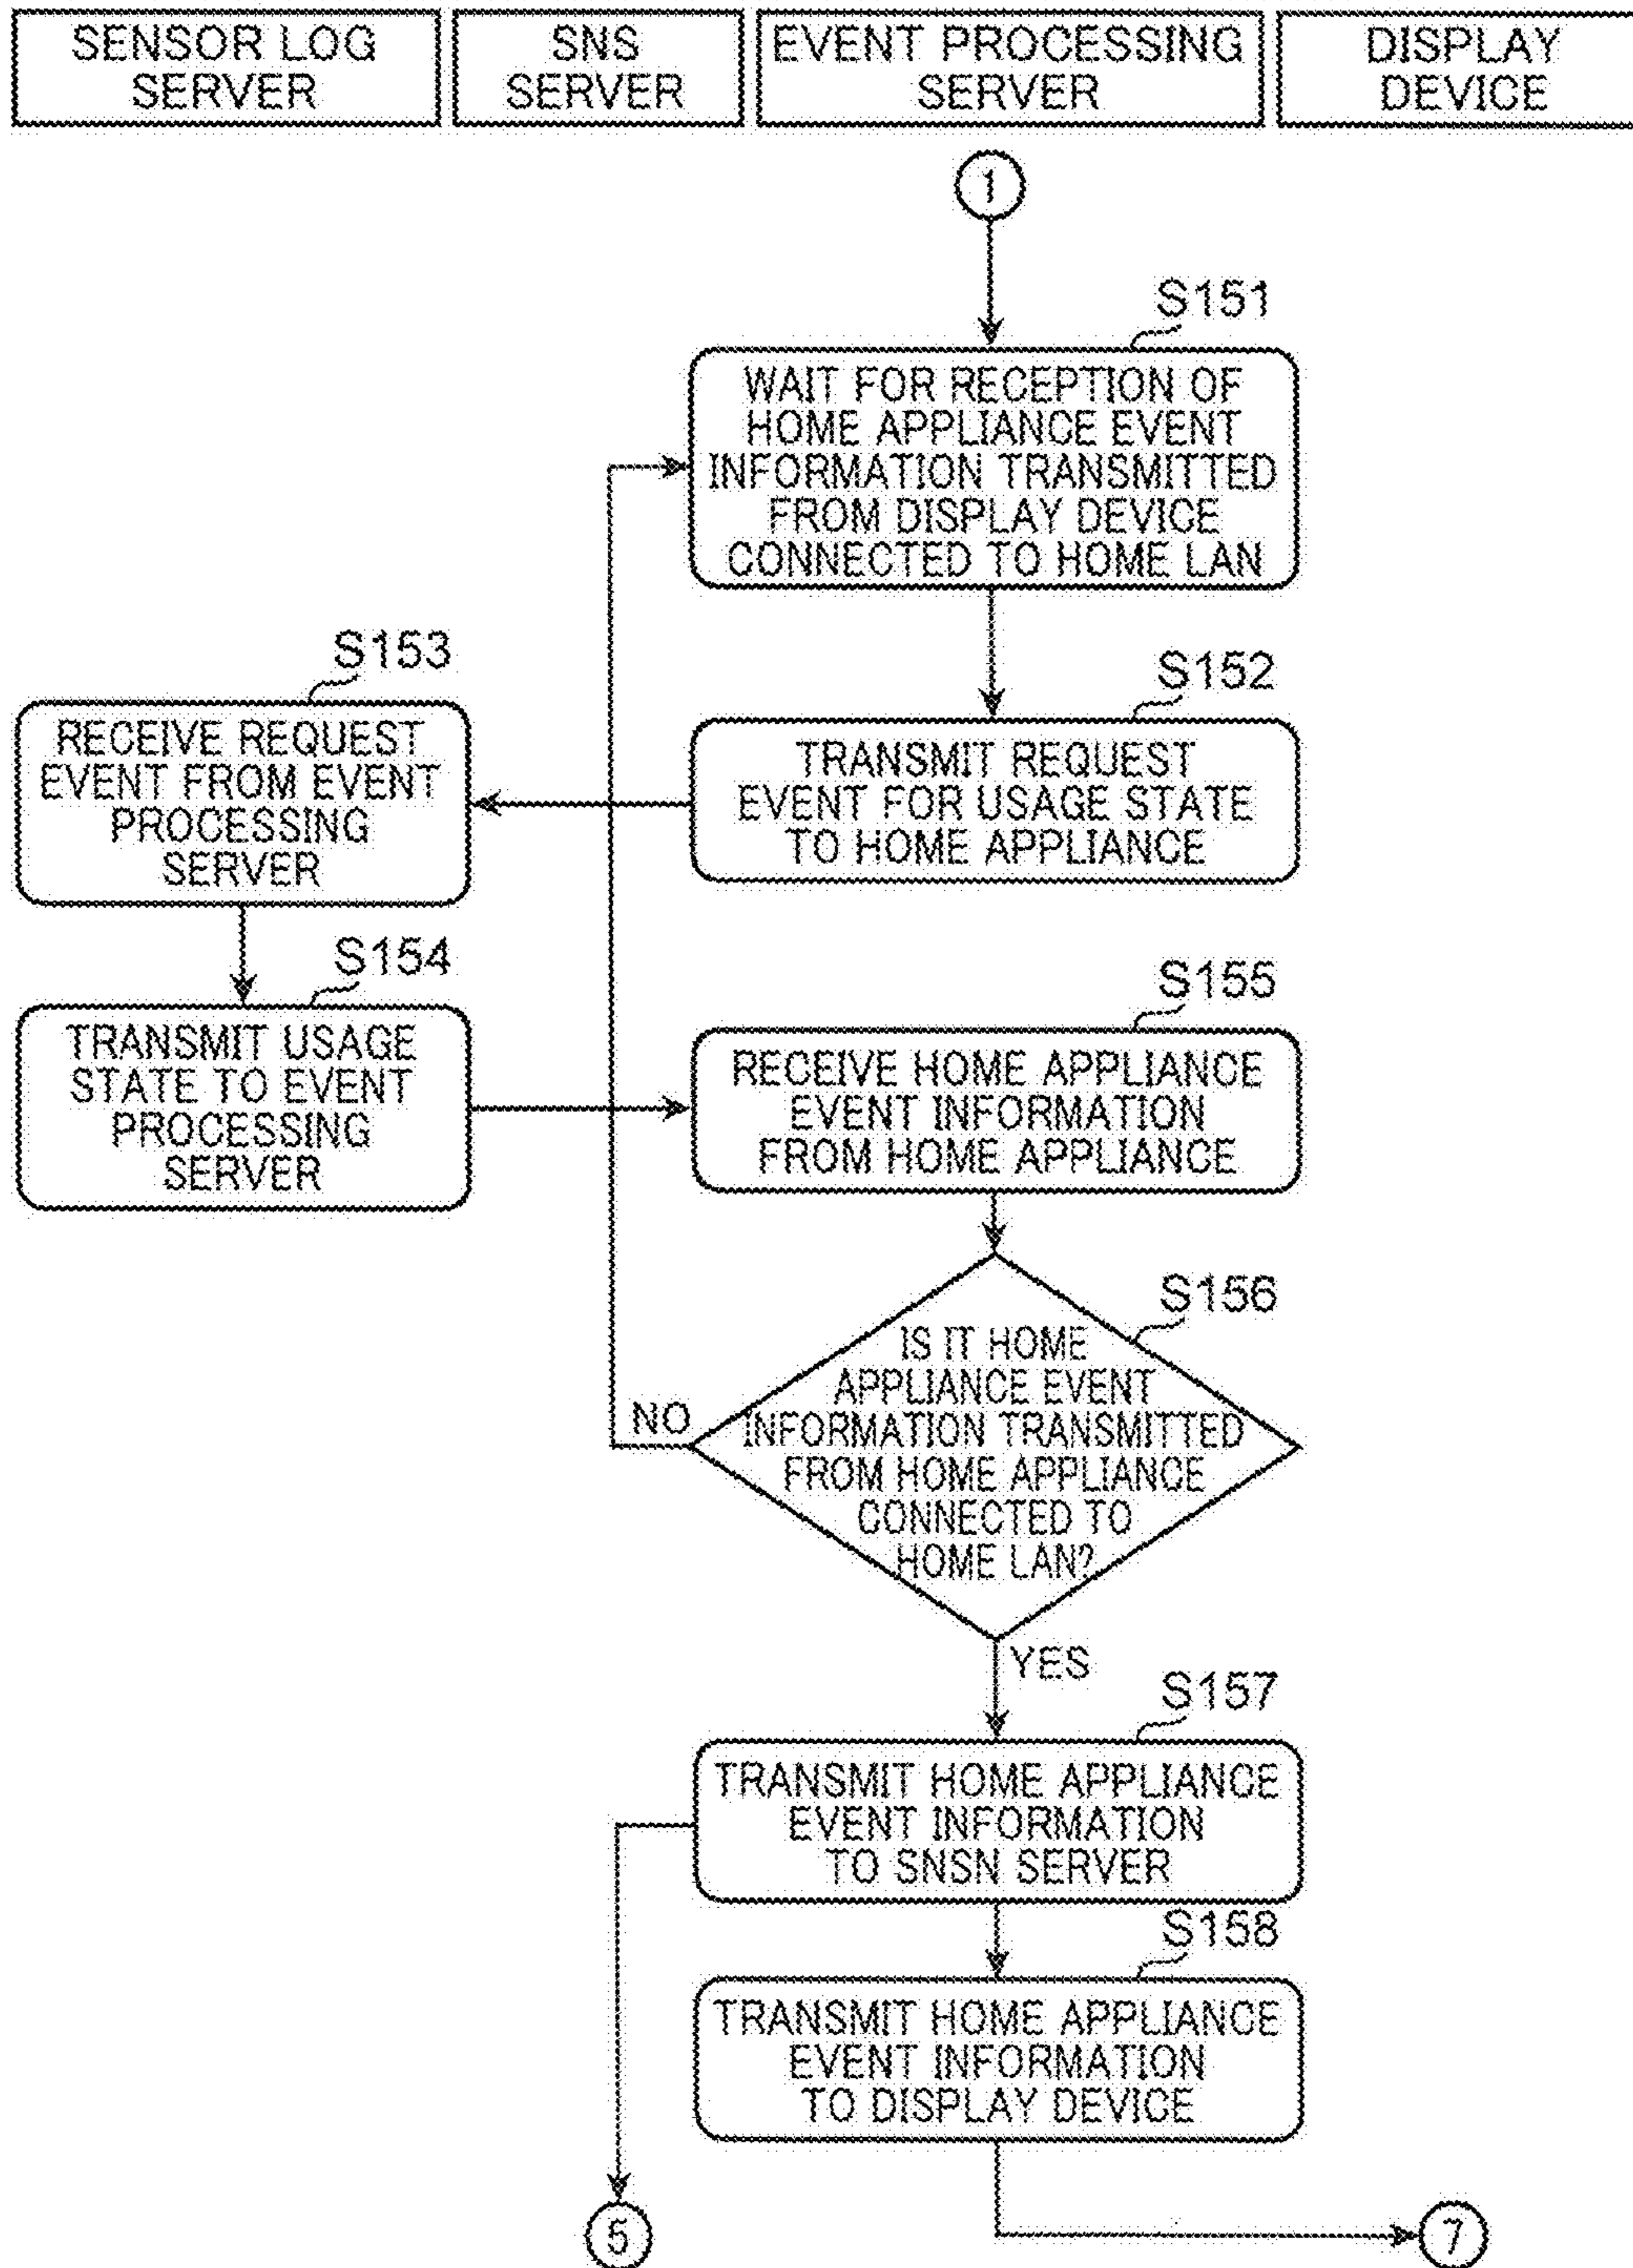 SENSOR LOG
SERVER
SNS
SERVER
EVENT PROCESSING
SERVER
DISPLAY
DEVICE
1
S151
WAIT FOR RECEPTION OF
HOME APPLIANCE EVENT
INFORMATION TRANSMITTED
FROM DISPLAY DEVICE
CONNECTED TO HOME LAN
S152
TRANSMIT REQUEST
EVENT FOR USAGE STATE
TO HOME APPLIANCE
S153
RECEIVE REQUEST
EVENT FROM EVENT
PROCESSING
SERVER
S154
TRANSMIT USAGE
STATE TO EVENT
PROCESSING
SERVER
S155
RECEIVE HOME APPLIANCE
EVENT INFORMATION
FROM HOME APPLIANCE
S156
IS IT HOME
APPLIANCE EVENT
INFORMATION TRANSMITTED
FROM HOME APPLIANCE
CONNECTED TO
HOME LAN?
NO
YES
S157
TRANSMIT HOME APPLIANCE
EVENT INFORMATION
TO SNSN SERVER
S158
TRANSMIT HOME APPLIANCE
EVENT INFORMATION
TO DISPLAY DEVICE
5
7